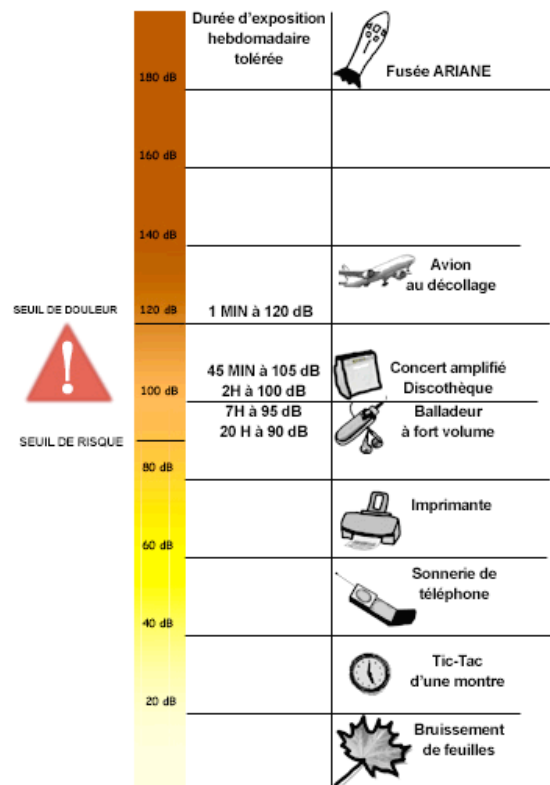 Durée d'exposition
hebdomadaire
tolérée
Fusée ARIANE
180 dB
160 dB
140 dB
Avion
au décollage
SEUIL DE DOULEUR
120 dB
1 MIN à 120 dB
45 MIN à 105 dB
2H à 100 dB
Concert amplifié
Discothèque
100 dB
7H à 95 dB
20 H à 90 dB
Balladeur
à fort volume
SEUIL DE RISQUE
80 dB
Imprimante
60 dB
Sonnerie de
téléphone
40 dB
Tic-Tac
d'une montre
20 dB
Bruissement
de feuilles